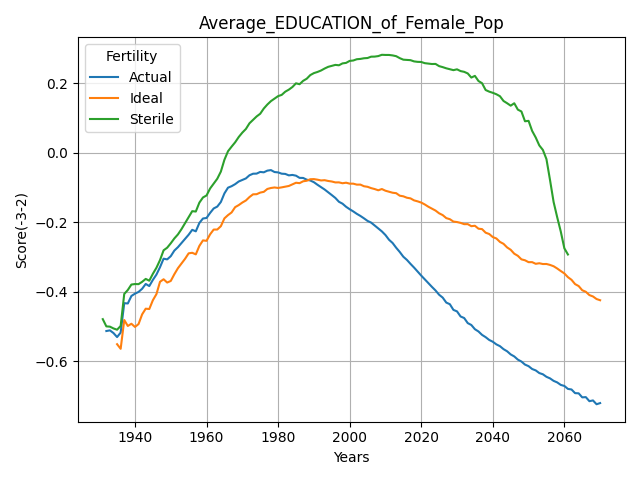 Average_EDUCATION_of_Female_Pop
Fertility
Actual
Ideal
Sterile
Score(-3-2)
0.2
0.0
−0.2
−0.4
−0.6
1940 1960 1980 2000 2020 2040 2060
Years